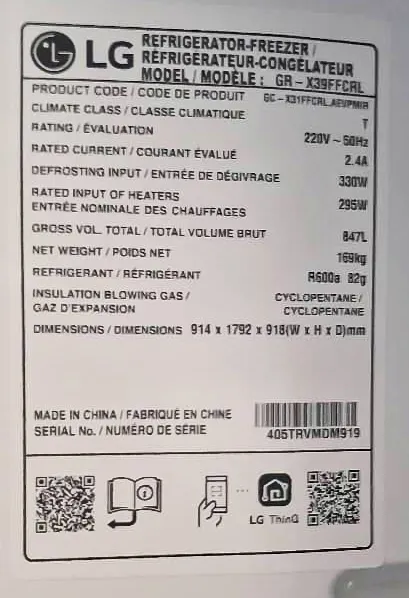 LG
REFRIGERATOR-FREEZER /
RÉFRIGÉRATEUR-CONGÉLATEUR
MODEL / MODÈLE : GR-X39FFCRL
PRODUCT CODE / CODE DE PRODUIT GC-X31FFCRL.AEVPMIR
CLIMATE CLASS / CLASSE CLIMATIQUE T
RATING / ÉVALUATION 220V ~ 50Hz
RATED CURRENT / COURANT ÉVALUÉ 2.4A
DEFROSTING INPUT / ENTRÉE DE DÉGIVRAGE 330W
RATED INPUT OF HEATERS
ENTRÉE NOMINALE DES CHAUFFAGES 295W
GROSS VOL. TOTAL / TOTAL VOLUME BRUT 847L
NET WEIGHT / POIDS NET 169kg
REFRIGERANT / RÉFRIGÉRANT R600a 82g
INSULATION BLOWING GAS / CYCLOPENTANE /
GAZ D'EXPANSION CYCLOPENTANE
DIMENSIONS / DIMENSIONS 914 x 1792 x 918(W x H x D)mm
MADE IN CHINA / FABRIQUÉ EN CHINE
SERIAL No. / NUMÉRO DE SÉRIE 405TRVMDM919
LG ThinQ